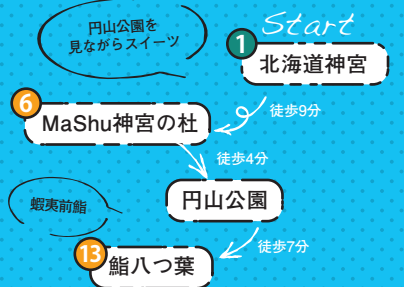 円山公園を
見ながらスイーツ
Start
1
北海道神宮
徒歩9分
6
MaShu神宮の杜
徒歩4分
円山公園
蝦夷前鮨
徒歩7分
13
鮨八つ葉